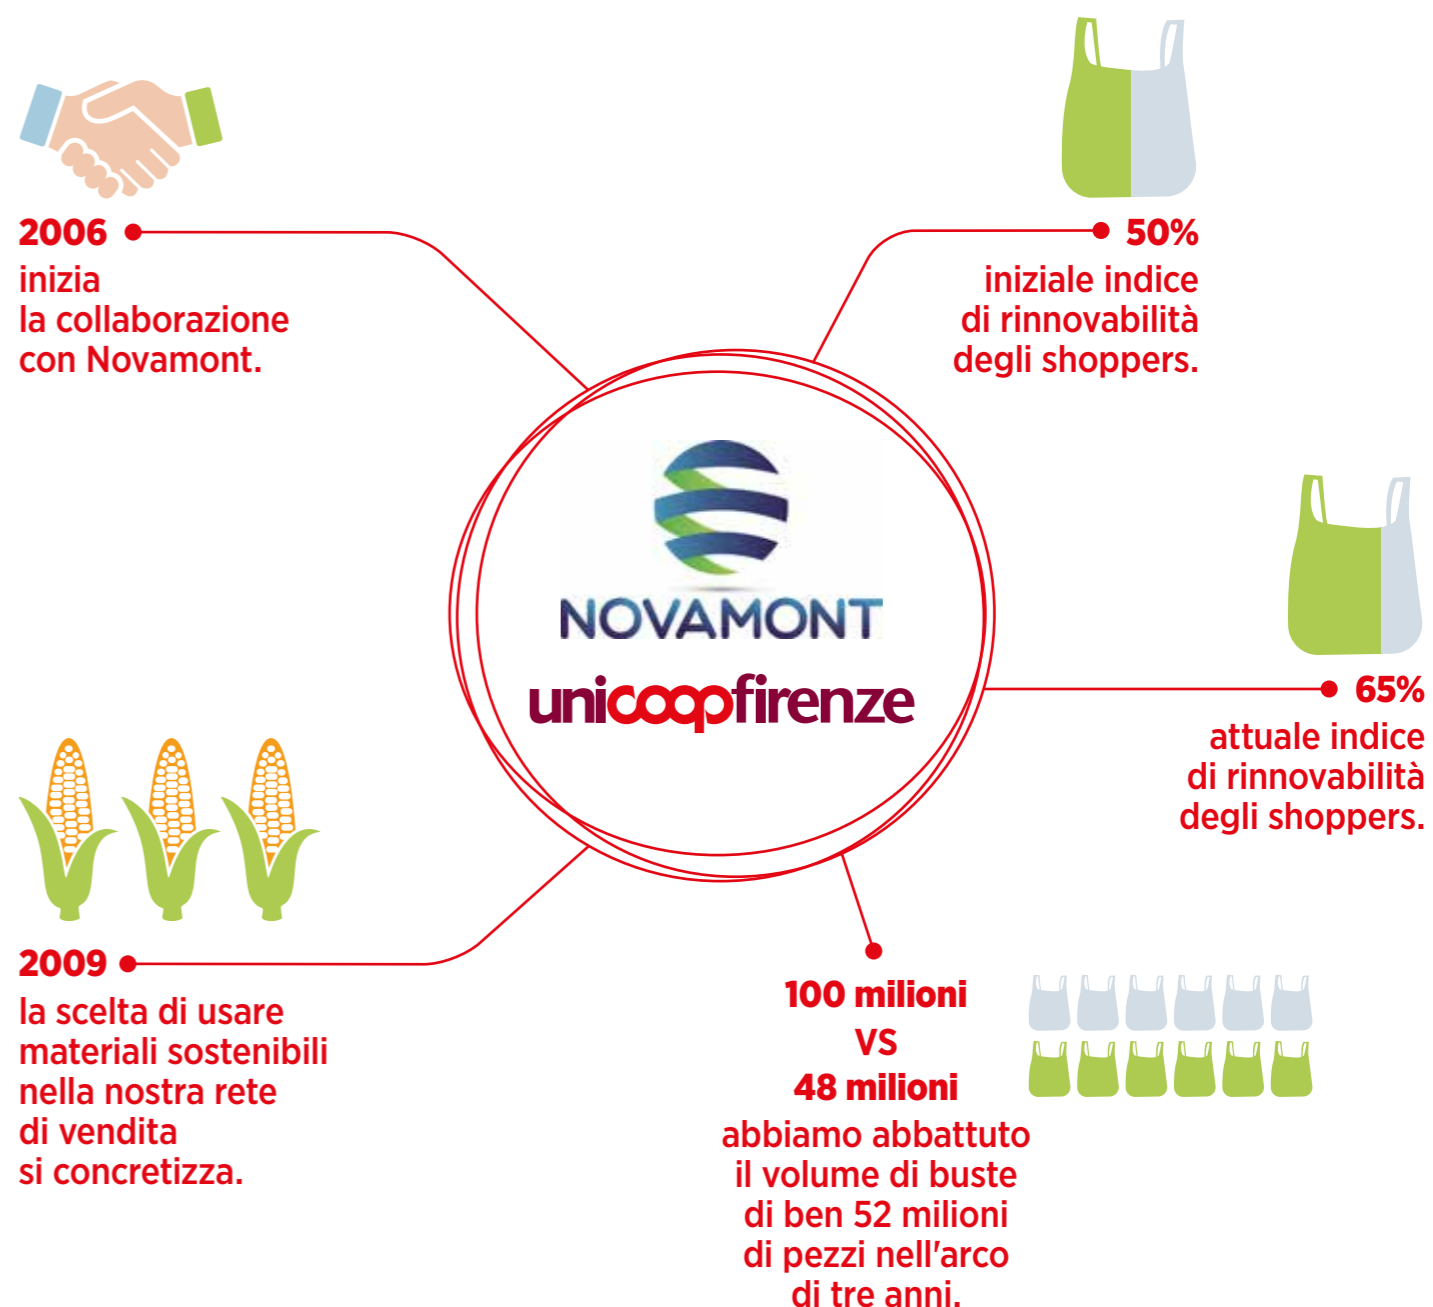 2006
inizia
la collaborazione
con Novamont.
50%
iniziale indice
di rinnovabilità
degli shoppers.
NOVAMONT
unicoopfirenze
65%
attuale indice
di rinnovabilità
degli shoppers.
2009
la scelta di usare
materiali sostenibili
nella nostra rete
di vendita
si concretizza.
100 milioni
VS
48 milioni
abbiamo abbattuto
il volume di buste
di ben 52 milioni
di pezzi nell'arco
di tre anni.